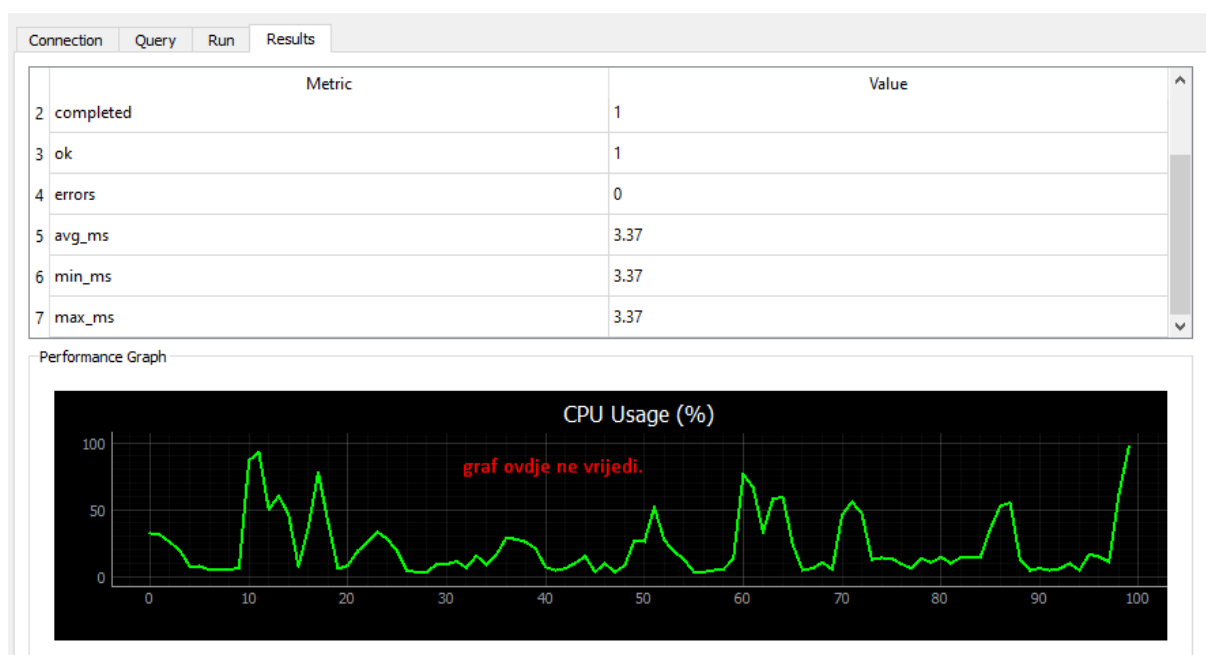 Connection Query Run Results
Metric Value
2 completed 1
3 ok 1
4 errors 0
5 avg_ms 3.37
6 min_ms 3.37
7 max_ms 3.37
Performance Graph
CPU Usage (%)
100
graf ovdje ne vrijedi.
50
0
0 10 20 30 40 50 60 70 80 90 100